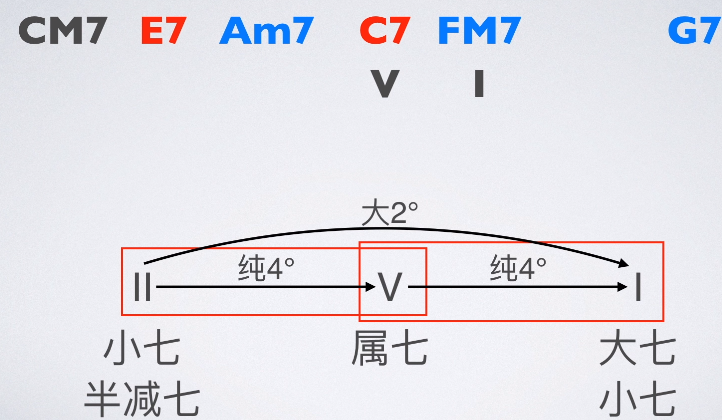 CM7 E7 Am7 C7 FM7 G7
V I
大2°
纯4° 纯4°
II V I
小七 属七 大七
半减七 小七